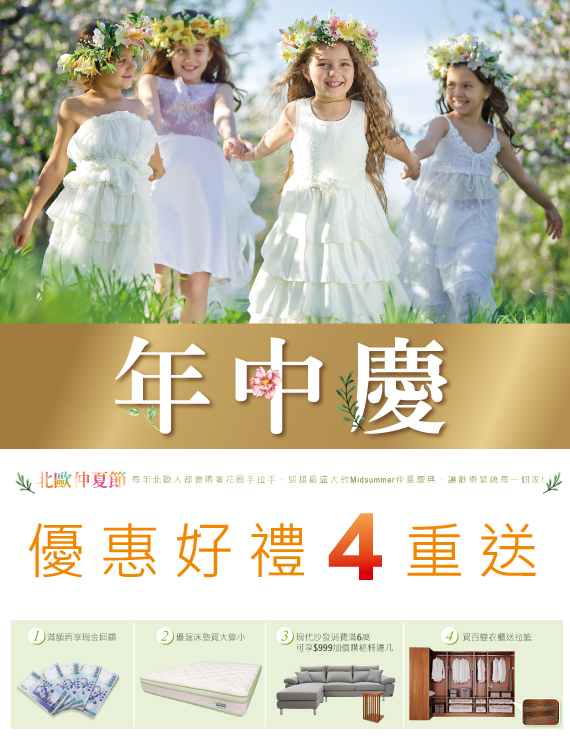 年中慶
北歐仲夏節 每年北歐人都會帶著花圈手拉手，迎接最盛大的Midsummer仲夏慶典，讓歡樂縈繞每一個家!
優惠好禮4重送
1 滿額再享現金回饋
2 優渥床墊買大算小
3 現代沙發消費滿6萬
可享$999加價購格柵邊几
4 買百變衣櫃送拉籃